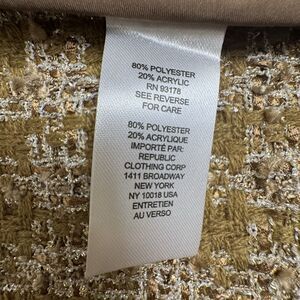 80% POLYESTER
20% ACRYLIC
RN 93178
SEE REVERSE
FOR CARE
80% POLYESTER
20% ACRYLIQUE
IMPORTÉ PAR:
REPUBLIC
CLOTHING CORP
1411 BROADWAY
NEW YORK
NY 10018 USA
ENTRETIEN
AU VERSO